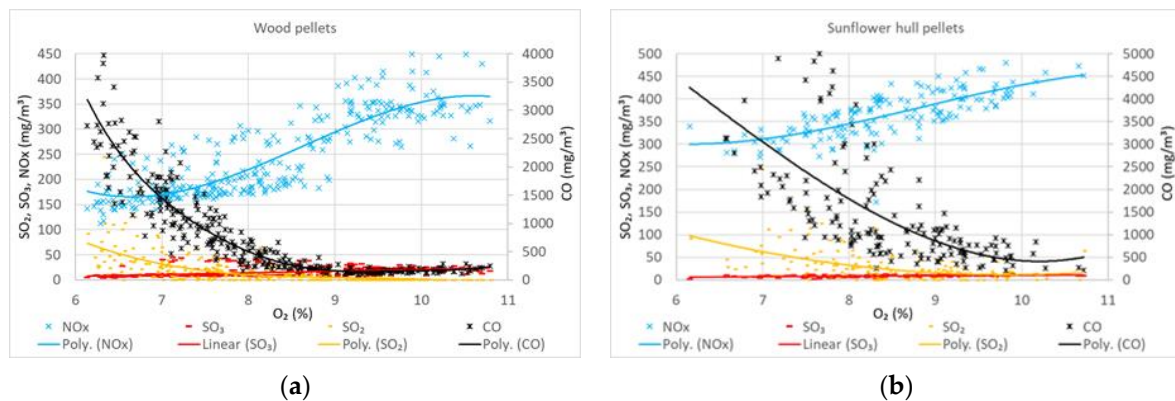 Wood pellets
SO₂, SO₃, NOx (mg/m³)
450
400
350
300
250
200
150
100
50
0
4000
3500
3000
2500
2000
1500
1000
500
0
CO (mg/m³)
6 7 8 9 10 11
O₂ (%)
NOx SO₃ SO₂ CO
Poly. (NOx) Linear (SO₃) Poly. (SO₂) Poly. (CO)
(a)
Sunflower hull pellets
SO₂, SO₃, NOx (mg/m³)
500
450
400
350
300
250
200
150
100
50
0
5000
4500
4000
3500
3000
2500
2000
1500
1000
500
0
CO (mg/m³)
6 7 8 9 10 11
O₂ (%)
NOx SO₃ SO₂ CO
Poly. (NOx) Linear (SO₃) Poly. (SO₂) Poly. (CO)
(b)